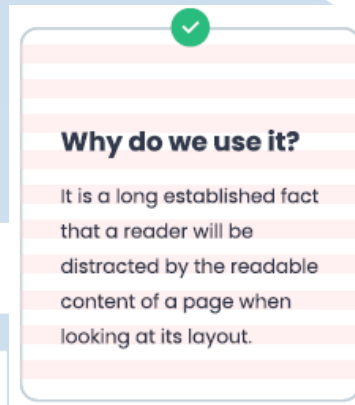 Why do we use it?
It is a long established fact
that a reader will be
distracted by the readable
content of a page when
looking at its layout.